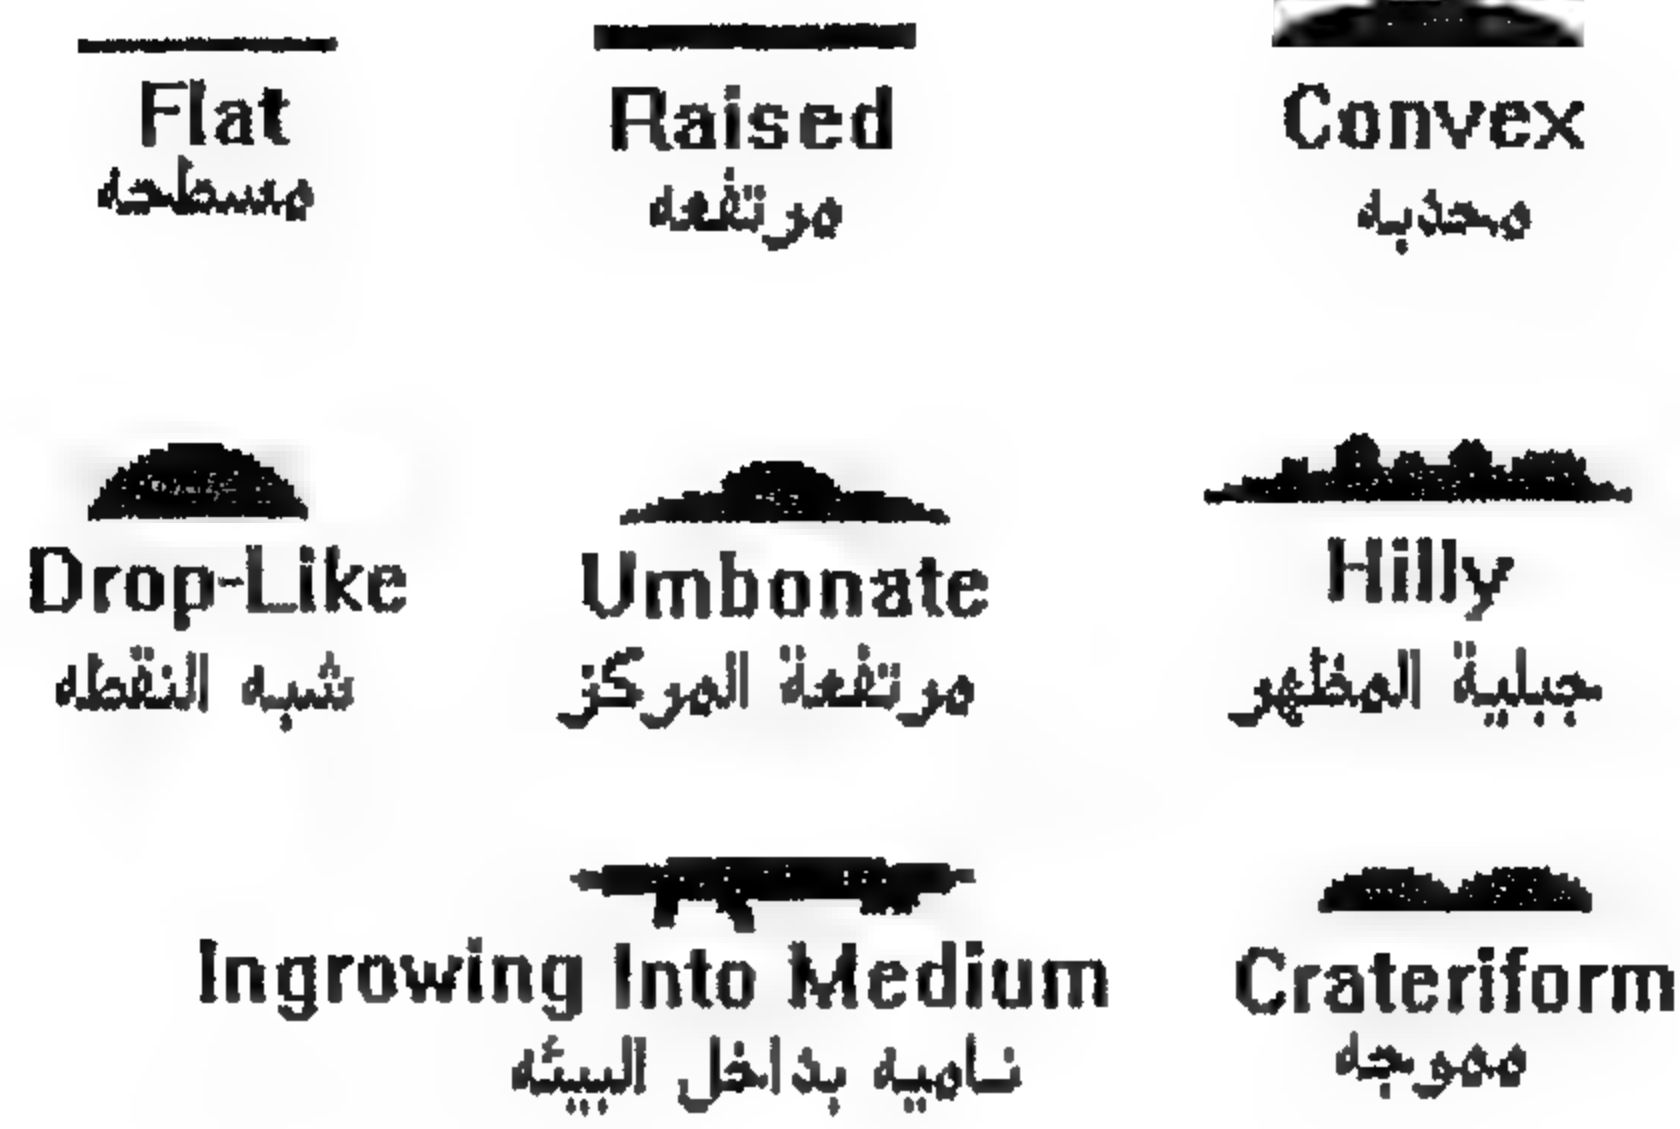 Flat
مسطحه
Raised
مرتفعه
Convex
محدبه
Drop-Like
شبه النقطه
Umbonate
مرتفعة المركز
Hilly
جبلية المظهر
Ingrowing Into Medium
ناميه بداخل البيئه
Crateriform
مموجه